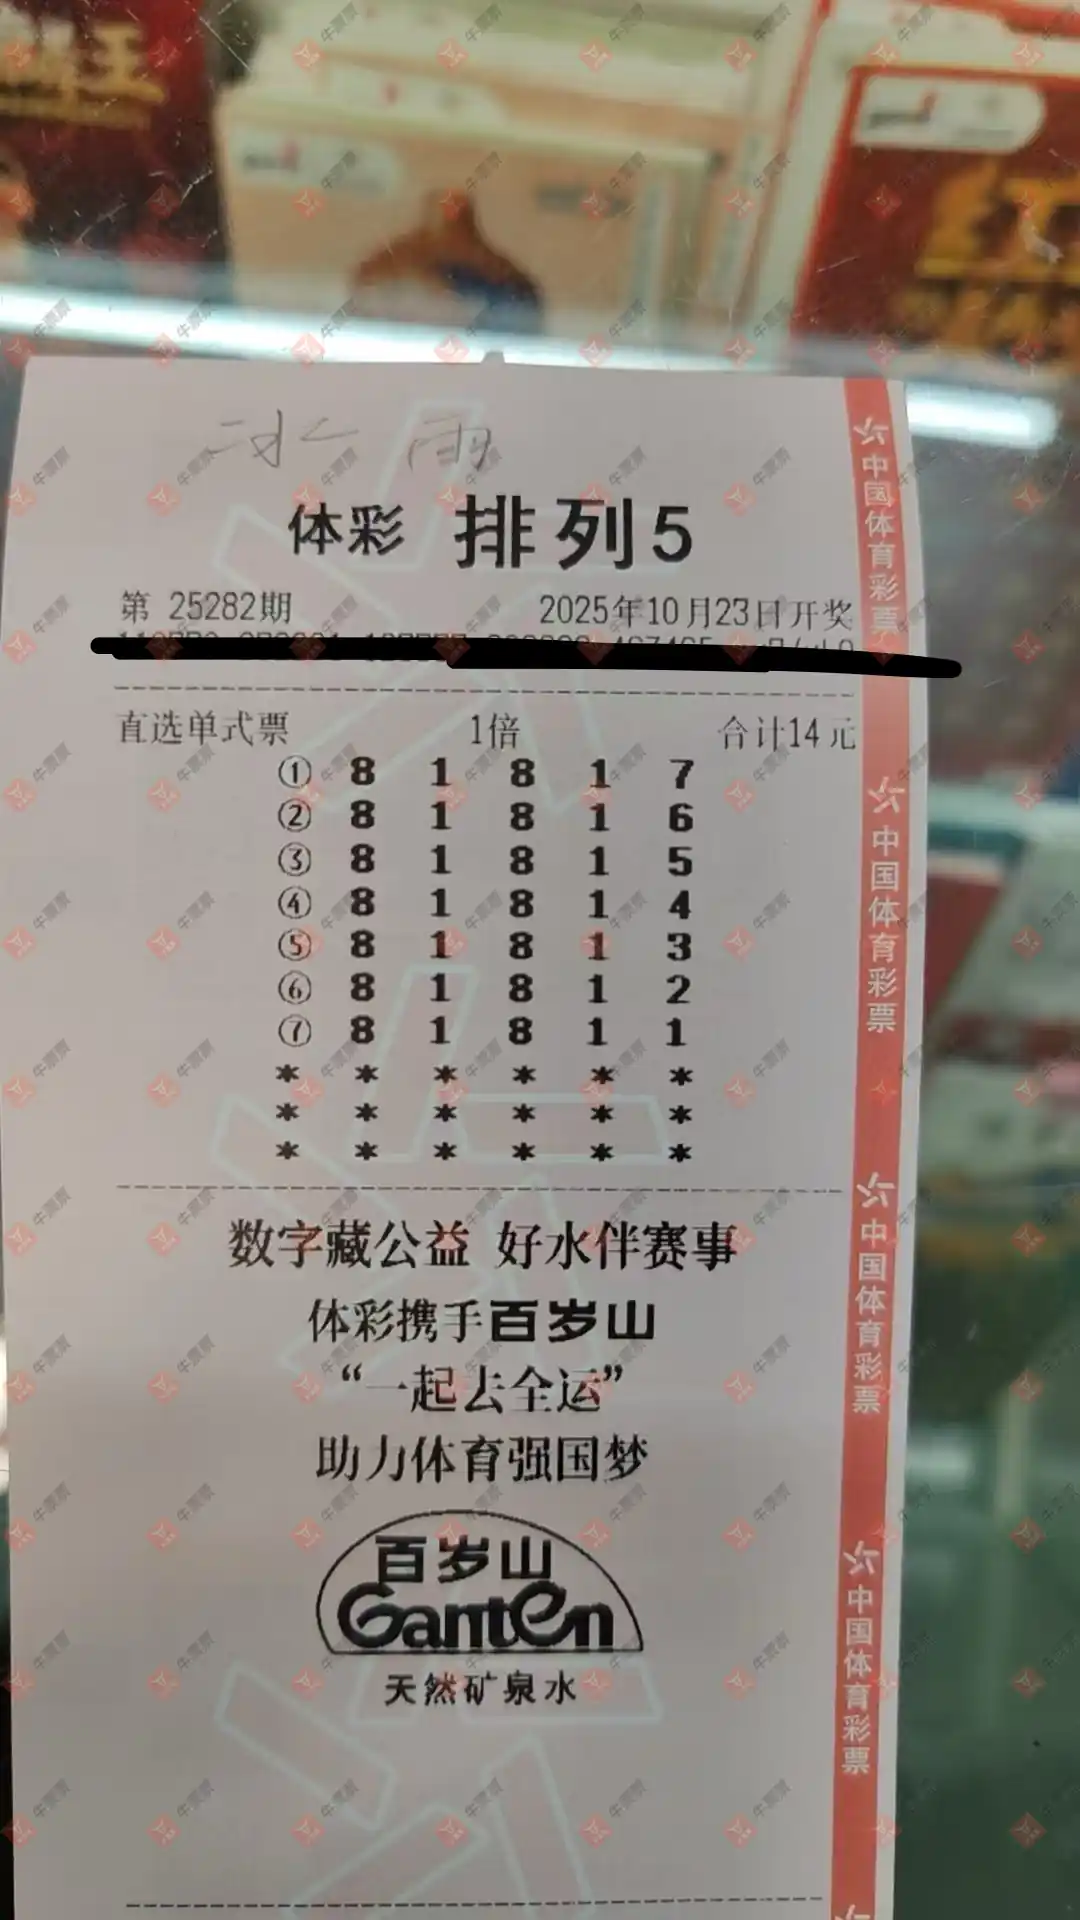 冰雨
体彩 排列5
第 25282期 2025年10月23日开奖
直选单式票 1倍 合计14元
① 8 1 8 1 7
② 8 1 8 1 6
③ 8 1 8 1 5
④ 8 1 8 1 4
⑤ 8 1 8 1 3
⑥ 8 1 8 1 2
⑦ 8 1 8 1 1
* * * * * *
* * * * * *
* * * * * *
数字藏公益 好水伴赛事
体彩携手百岁山
“一起去全运”
助力体育强国梦
百岁山
Ganten
天然矿泉水
中国体育彩票
中国体育彩票
中国体育彩票
中国体育彩票
牛票票